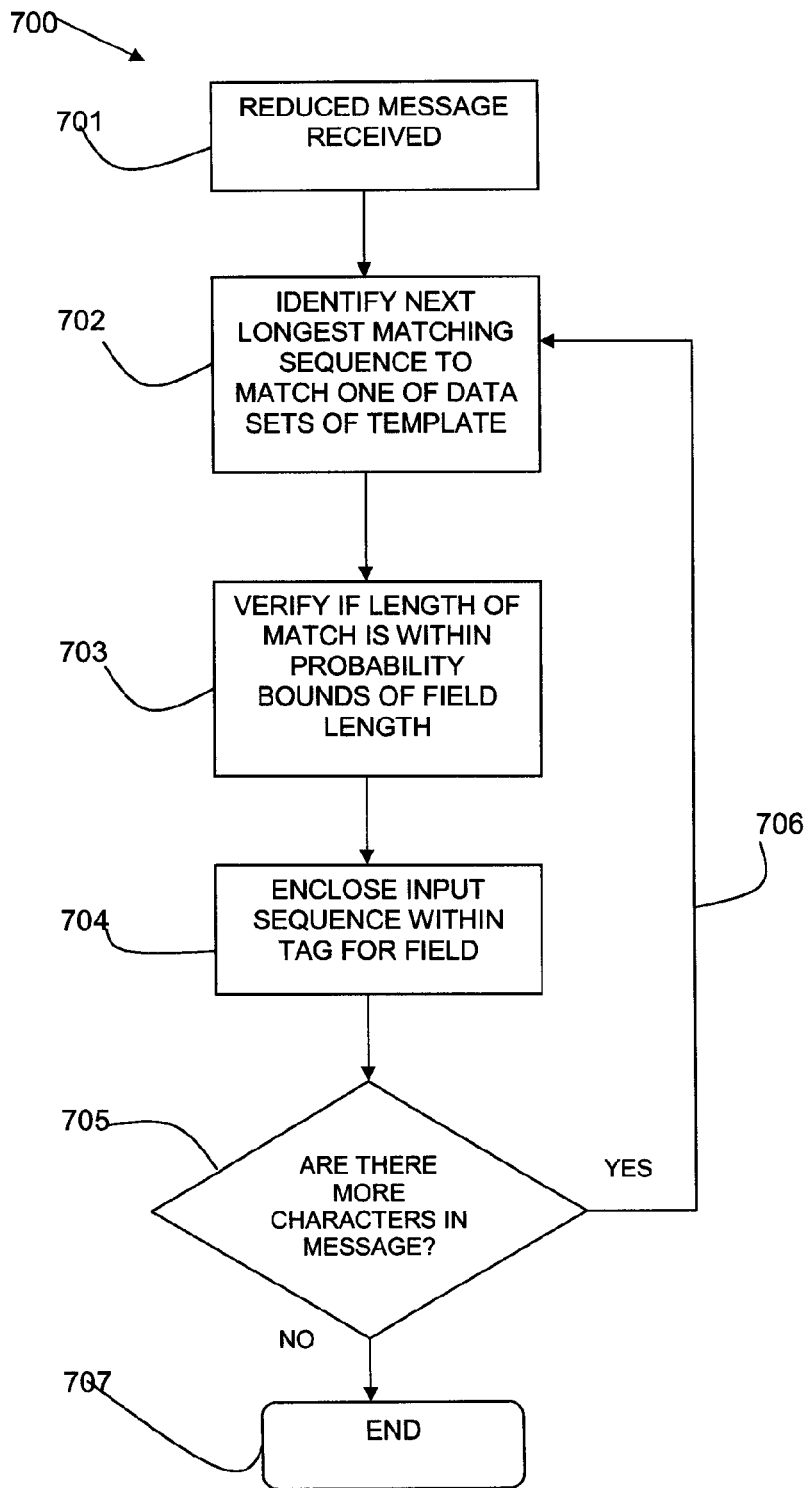 700
701
REDUCED MESSAGE
RECEIVED
702
IDENTIFY NEXT
LONGEST MATCHING
SEQUENCE TO
MATCH ONE OF DATA
SETS OF TEMPLATE
703
VERIFY IF LENGTH OF
MATCH IS WITHIN
PROBABILITY
BOUNDS OF FIELD
LENGTH
706
704
ENCLOSE INPUT
SEQUENCE WITHIN
TAG FOR FIELD
705
ARE THERE
MORE
CHARACTERS IN
MESSAGE?
YES
NO
707
END